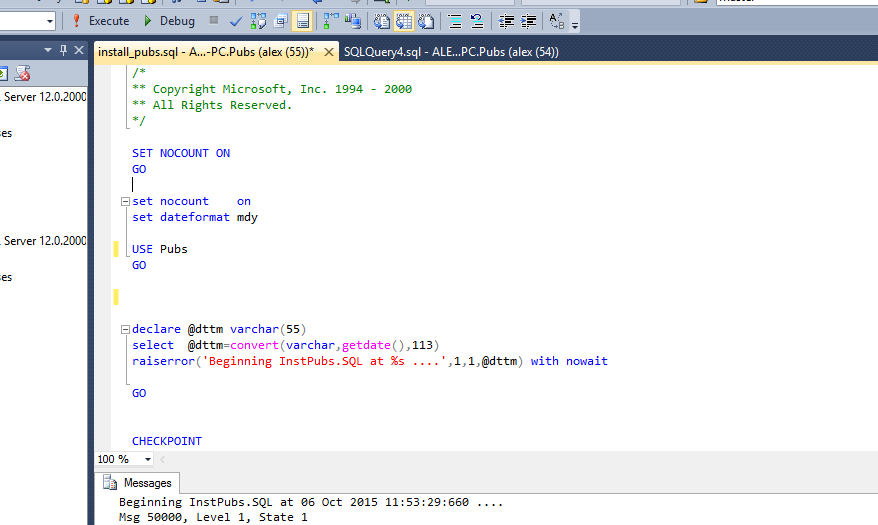 Execute Debug
install_pubs.sql - A...-PC.Pubs (alex (55))* SQLQuery4.sql - ALE...PC.Pubs (alex (54))
Server 12.0.2000
Server 12.0.2000
/*
** Copyright Microsoft, Inc. 1994 - 2000
** All Rights Reserved.
*/
SET NOCOUNT ON
GO
set nocount    on
set dateformat mdy
USE Pubs
GO
declare @dttm varchar(55)
select  @dttm=convert(varchar,getdate(),113)
raiserror('Beginning InstPubs.SQL at %s ....',1,1,@dttm) with nowait
GO
CHECKPOINT
100 %
Messages
Beginning InstPubs.SQL at 06 Oct 2015 11:53:29:660 ....
Msg 50000, Level 1, State 1